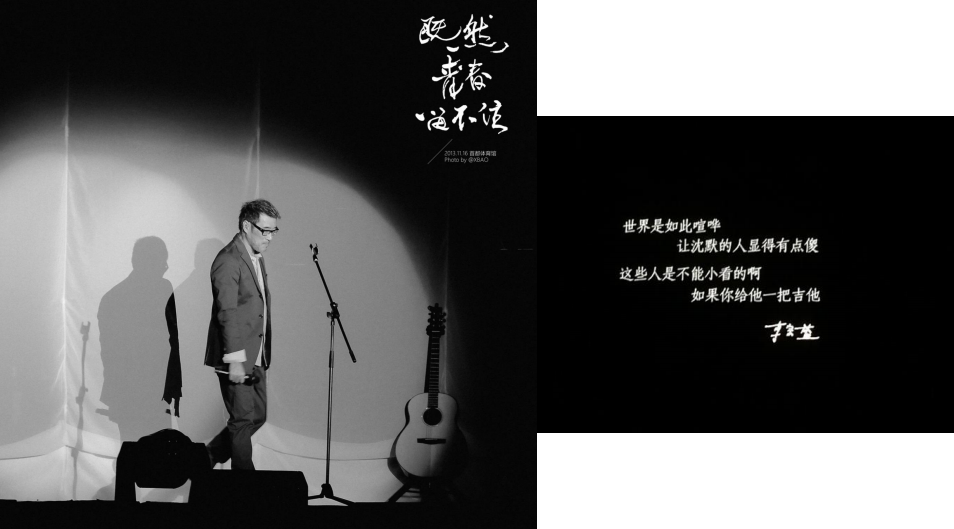 既然
青春
留不住
2013.11.16 首都体育馆
Photo by @XBAO
世界是如此喧哗
让沈默的人显得有点傻
这些人是不能小看的啊
如果你给他一把吉他
李宗盛